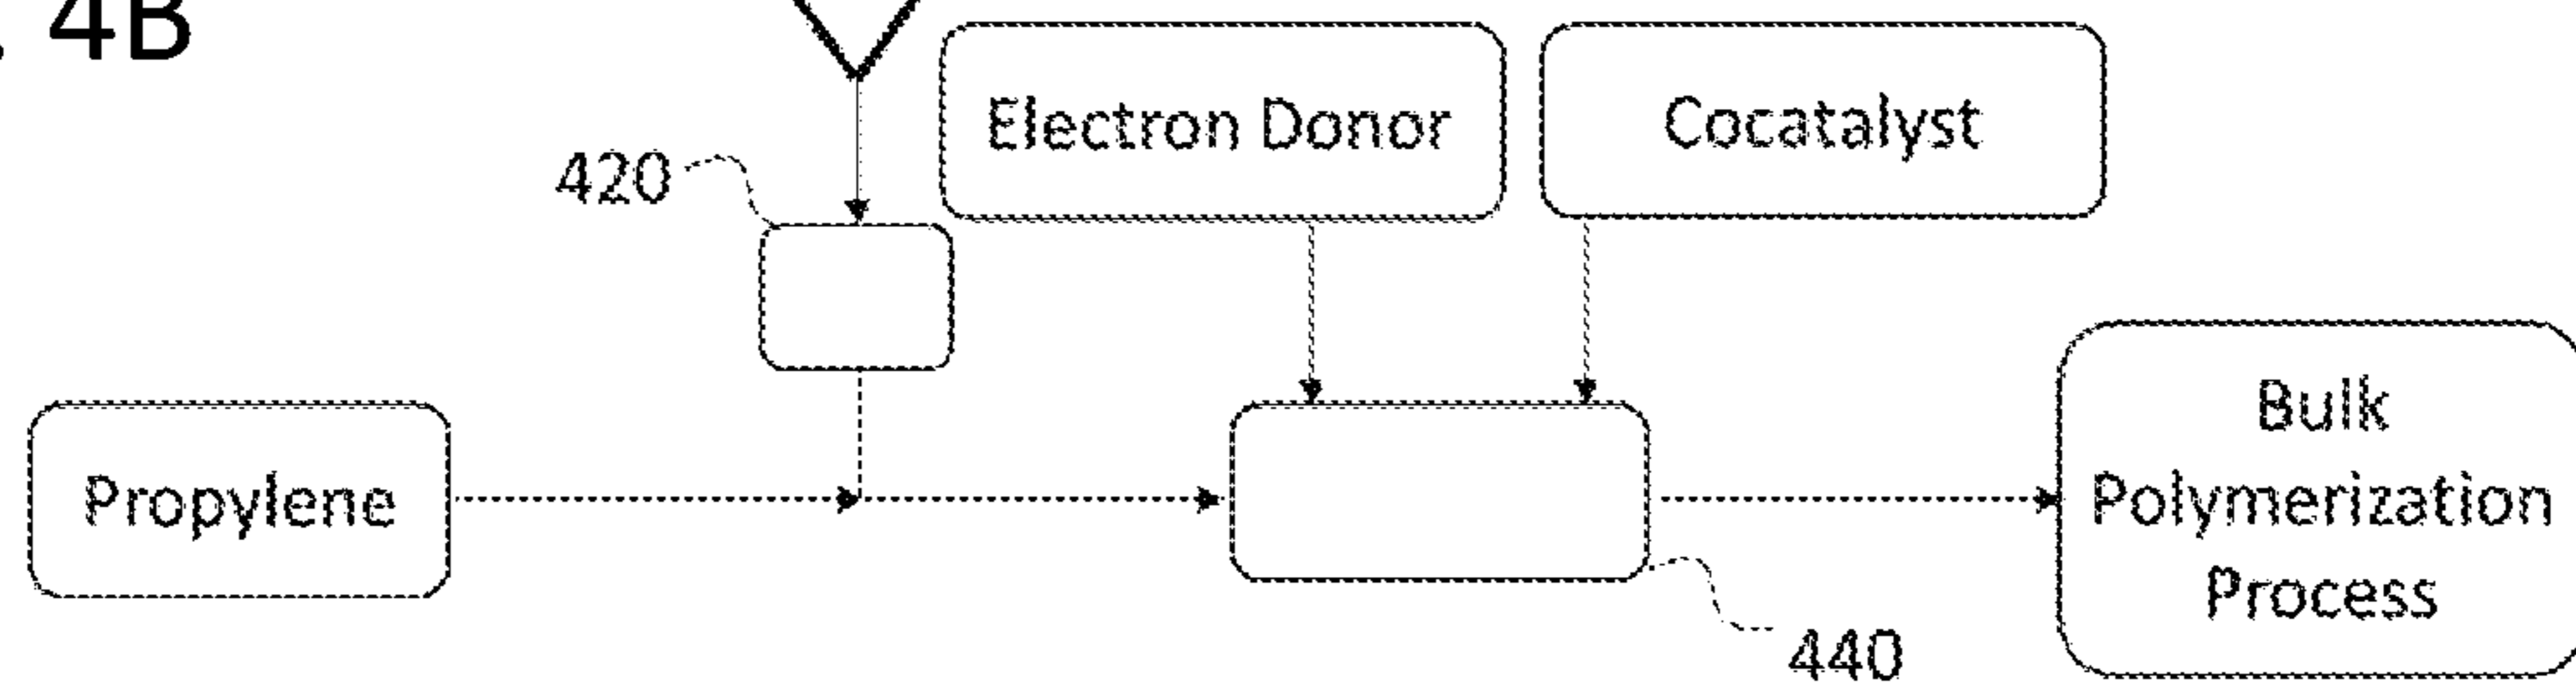 . 4B
Electron Donor
Cocatalyst
420
Propylene
Bulk
Polymerization
Process
440